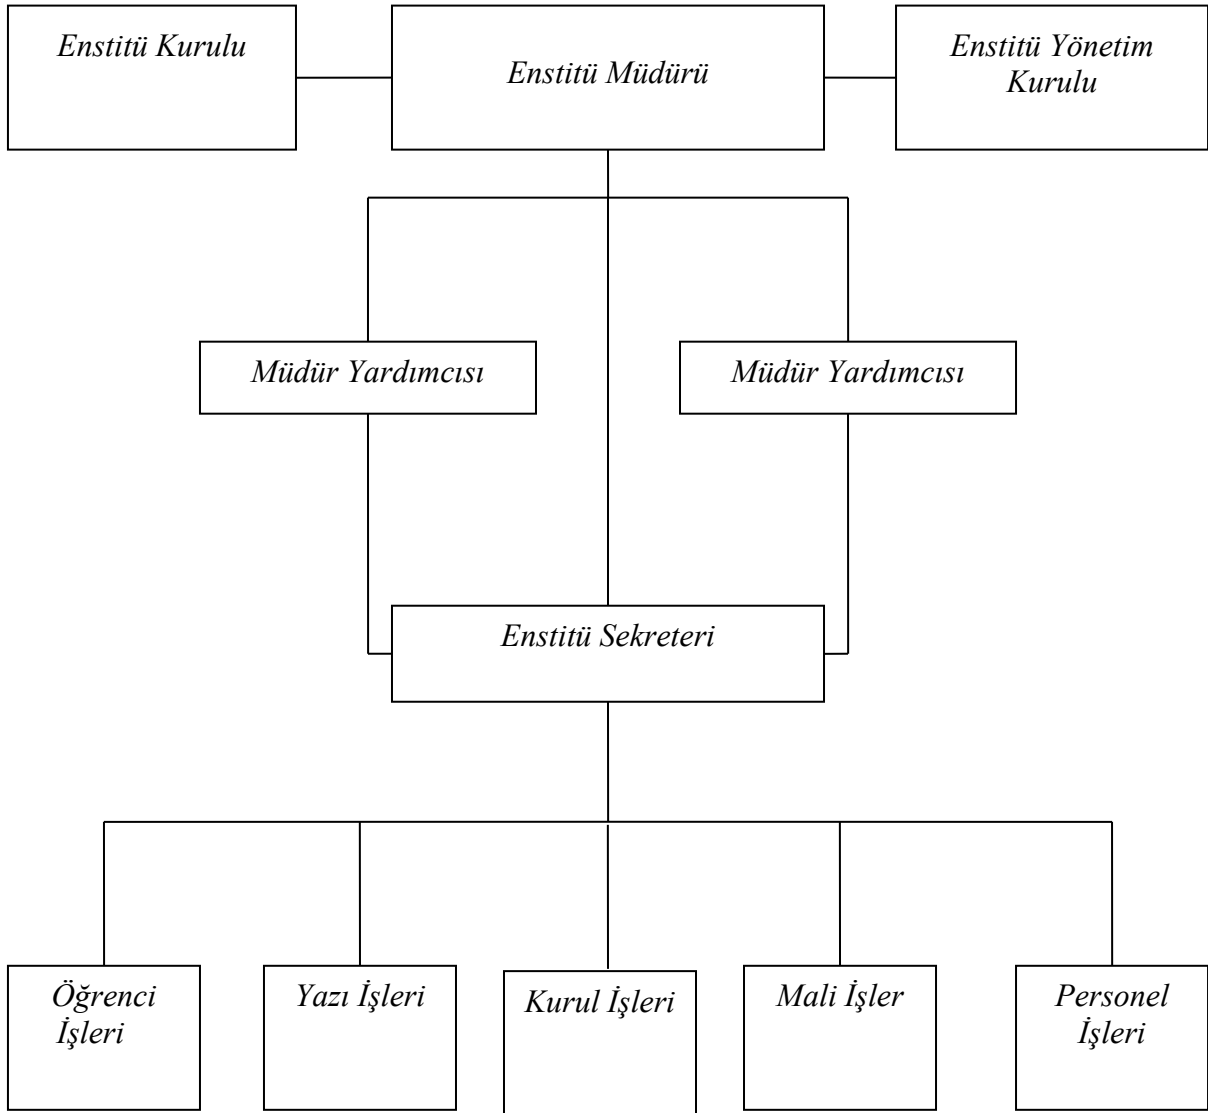 Enstitü Kurulu
Enstitü Müdürü
Enstitü Yönetim
Kurulu
Müdür Yardımcısı
Müdür Yardımcısı
Enstitü Sekreteri
Öğrenci
İşleri
Yazı İşleri
Kurul İşleri
Mali İşler
Personel
İşleri